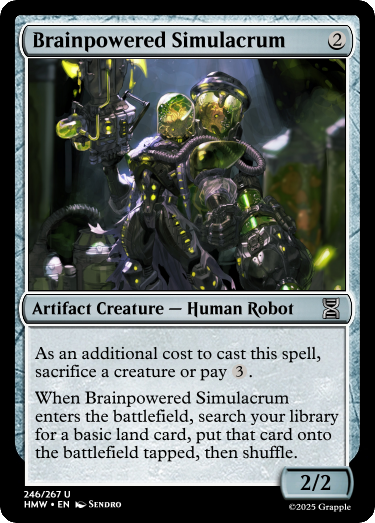 Brainpowered Simulacrum 2
Artifact Creature — Human Robot
As an additional cost to cast this spell,
sacrifice a creature or pay 3.
When Brainpowered Simulacrum
enters the battlefield, search your library
for a basic land card, put that card onto
the battlefield tapped, then shuffle.
2/2
246/267 U
HMW • EN Sendro
©2025 Grapple